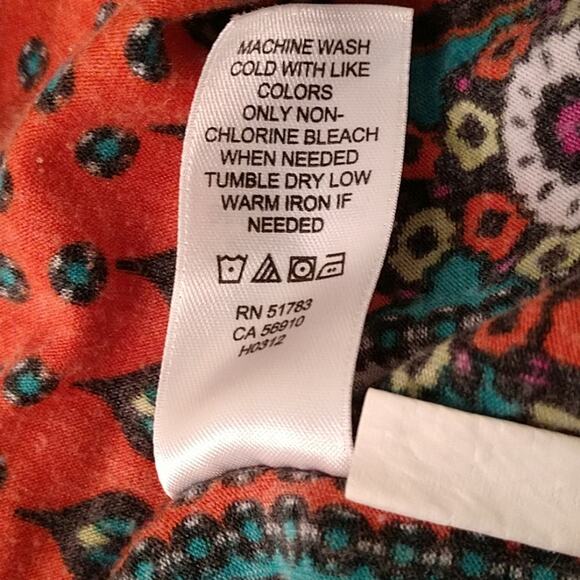 MACHINE WASH
COLD WITH LIKE
COLORS
ONLY NON-
CHLORINE BLEACH
WHEN NEEDED
TUMBLE DRY LOW
WARM IRON IF
NEEDED
RN 51783
CA 56910
H0312